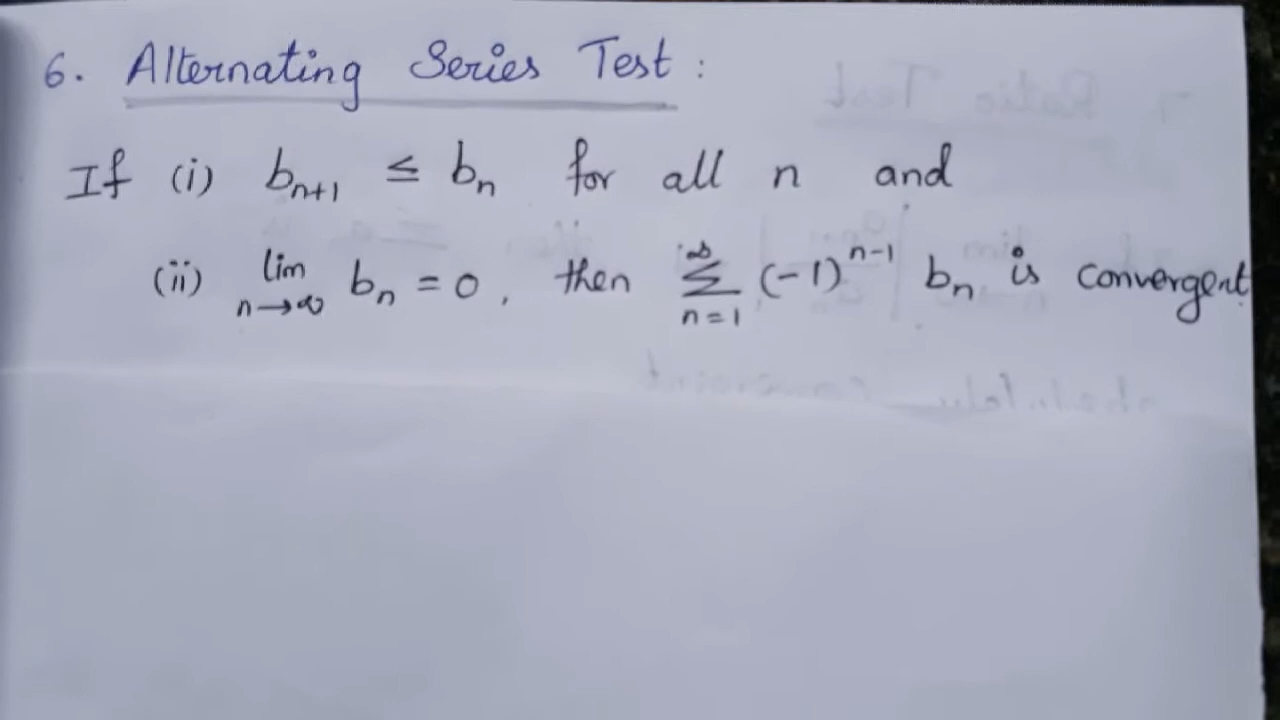 6. Alternating Series Test :
If (i) bₙ₊₁ ≤ bₙ for all n and
(ii) lim n→∞ bₙ = 0, then ∞ Σ n=1 (-1)ⁿ⁻¹ bₙ is convergent